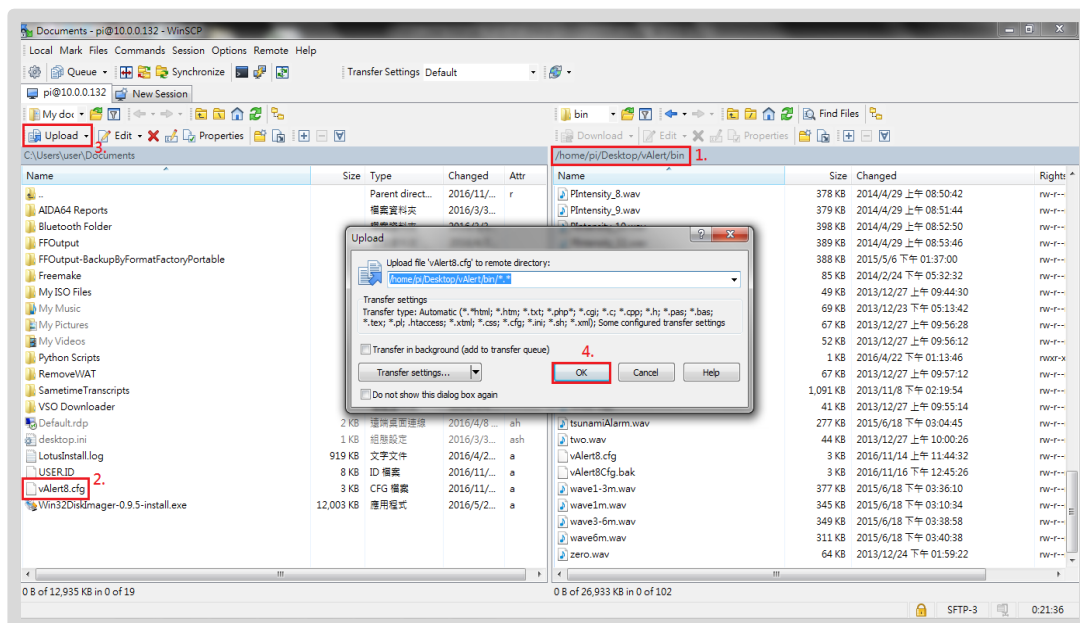 Documents - pi@10.0.0.132 - WinSCP
Local Mark Files Commands Session Options Remote Help
Queue Synchronize Transfer Settings Default
pi@10.0.0.132 New Session
My doc bin Find Files
Upload Edit Properties Download Edit Properties
3.
C:\Users\user\Documents /home/pi/Desktop/vAlert/bin 1.
Name Size Type Changed Attr Name Size Changed Rights
.. Parent direct... 2016/11/... r PIntensity_8.wav 378 KB 2014/4/29 上午 08:50:42 rw-r--
AIDA64 Reports 檔案資料夾 2016/3/3... PIntensity_9.wav 379 KB 2014/4/29 上午 08:51:44 rw-r--
Bluetooth Folder 398 KB 2014/4/29 上午 08:52:50 rw-r--
FFOutput 389 KB 2014/4/29 上午 08:53:46 rw-r--
FFOutput-BackupByFormatFactoryPortable 388 KB 2015/5/6 下午 01:37:00 rw-r--
Freemake 85 KB 2014/2/24 下午 05:32:32 rw-r--
My ISO Files 49 KB 2013/12/27 上午 09:44:30 rw-r--
My Music 69 KB 2013/12/23 下午 05:13:42 rw-r--
My Pictures 67 KB 2013/12/27 上午 09:56:28 rw-r--
My Videos 52 KB 2013/12/27 上午 09:56:12 rw-r--
Python Scripts 1 KB 2016/4/22 下午 01:13:46 rwxr-x
RemoveWAT 67 KB 2013/12/27 上午 09:57:12 rw-r--
SametimeTranscripts 1,091 KB 2013/11/8 下午 02:19:54 rw-r--
VSO Downloader 41 KB 2013/12/27 上午 09:55:14 rw-r--
Upload
Upload file 'vAlert8.cfg' to remote directory:
/home/pi/Desktop/vAlert/bin/*.*
Transfer settings
Transfer type: Automatic (*.*html; *.htm; *.txt; *.php*; *.cgi; *.c; *.cpp; *.h; *.pas; *.bas;
*.tex; *.pl; .htaccess; *.xtml; *.css; *.cfg; *.ini; *.sh; *.xml); Some configured transfer settings
Transfer in background (add to transfer queue)
4.
Transfer settings... OK Cancel Help
Do not show this dialog box again
Default.rdp 2 KB 遠端桌面連線 2016/4/8 ... ah tsunamiAlarm.wav 277 KB 2015/6/18 下午 03:04:45 rw-r--
desktop.ini 1 KB 組態設定 2016/3/3... ash two.wav 44 KB 2013/12/27 上午 10:00:26 rw-r--
LotusInstall.log 919 KB 文字文件 2016/4/2... a vAlert8.cfg 3 KB 2016/11/14 上午 11:44:32 rw-r--
USER.ID 8 KB ID 檔案 2016/11/... a vAlert8Cfg.bak 3 KB 2016/11/16 下午 12:45:26 rw-r--
2.
vAlert8.cfg 3 KB CFG 檔案 2016/11/... a wave1-3m.wav 377 KB 2015/6/18 下午 03:36:10 rw-r--
Win32DiskImager-0.9.5-install.exe 12,003 KB 應用程式 2016/5/2... a wave1m.wav 345 KB 2015/6/18 下午 03:10:34 rw-r--
wave3-6m.wav 349 KB 2015/6/18 下午 03:38:58 rw-r--
wave6m.wav 311 KB 2015/6/18 下午 03:40:38 rw-r--
zero.wav 64 KB 2013/12/24 下午 01:59:22 rw-r--
0 B of 12,935 KB in 0 of 19 0 B of 26,933 KB in 0 of 102
SFTP-3 0:21:36